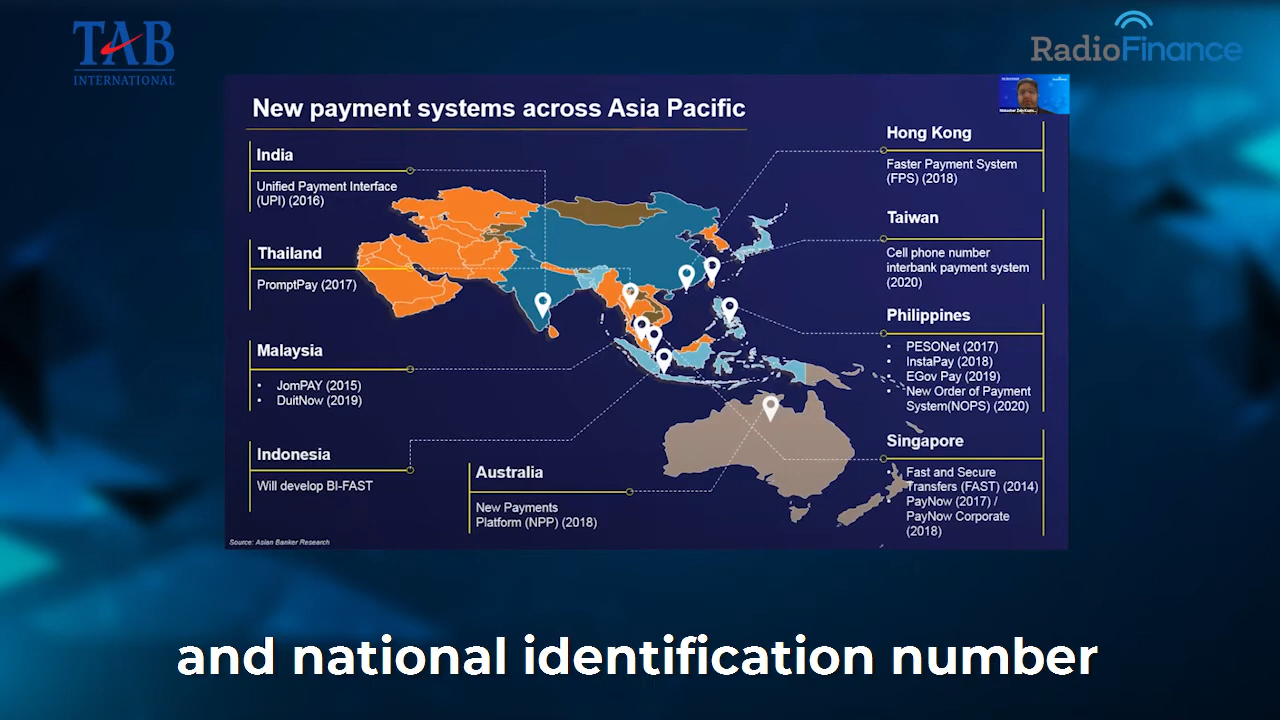 TAB
INTERNATIONAL
RadioFinance
New payment systems across Asia Pacific
India
Unified Payment Interface
(UPI) (2016)
Thailand
PromptPay (2017)
Malaysia
• JomPAY (2015)
• DuitNow (2019)
Indonesia
Will develop BI-FAST
Australia
New Payments
Platform (NPP) (2018)
Hong Kong
Faster Payment System
(FPS) (2018)
Taiwan
Cell phone number
interbank payment system
(2020)
Philippines
• PESONet (2017)
• InstaPay (2018)
• EGov Pay (2019)
• New Order of Payment
System(NOPS) (2020)
Singapore
• Fast and Secure
Transfers (FAST) (2014)
• PayNow (2017) /
PayNow Corporate
(2018)
Source: Asian Banker Research
and national identification number